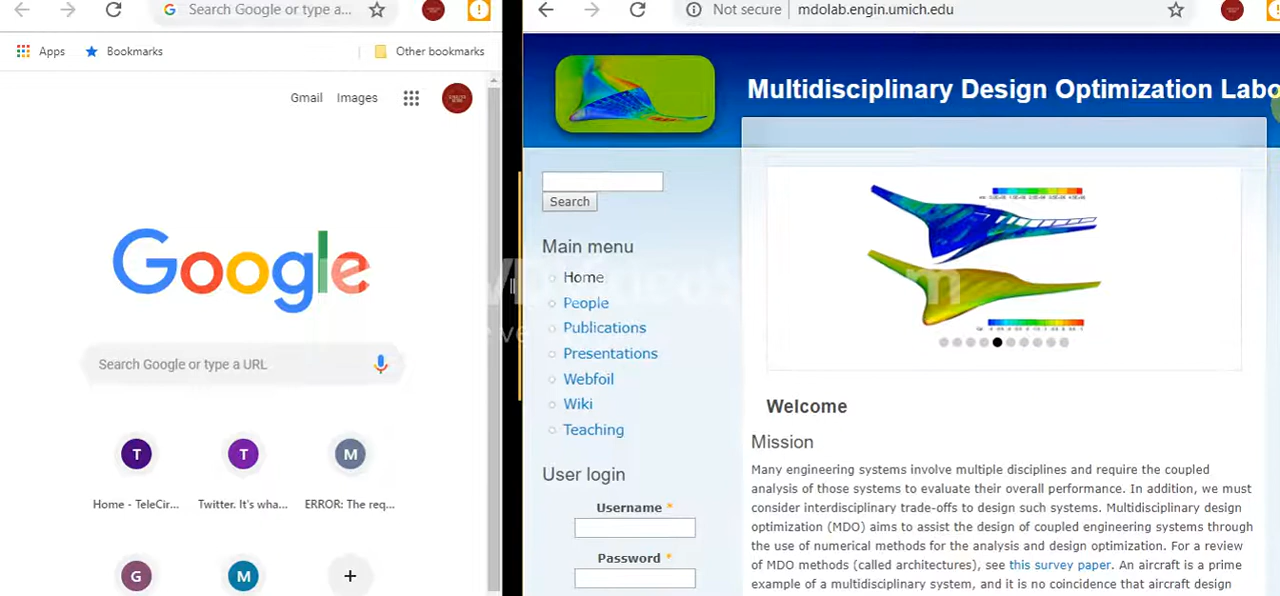 Search Google or type a...
Apps
Bookmarks
Other bookmarks
Gmail
Images
Google
Search Google or type a URL
T
T
M
Home - TeleCir...
Twitter. It's wha...
ERROR: The req...
G
M
Not secure
mdolab.engin.umich.edu
Multidisciplinary Design Optimization Labo
Search
Main menu
Home
People
Publications
Presentations
Webfoil
Wiki
Teaching
User login
Username *
Password *
Welcome
Mission
Many engineering systems involve multiple disciplines and require the coupled
analysis of those systems to evaluate their overall performance. In addition, we must
consider interdisciplinary trade-offs to design such systems. Multidisciplinary design
optimization (MDO) aims to assist the design of coupled engineering systems through
the use of numerical methods for the analysis and design optimization. For a review
of MDO methods (called architectures), see this survey paper. An aircraft is a prime
example of a multidisciplinary system, and it is no coincidence that aircraft design